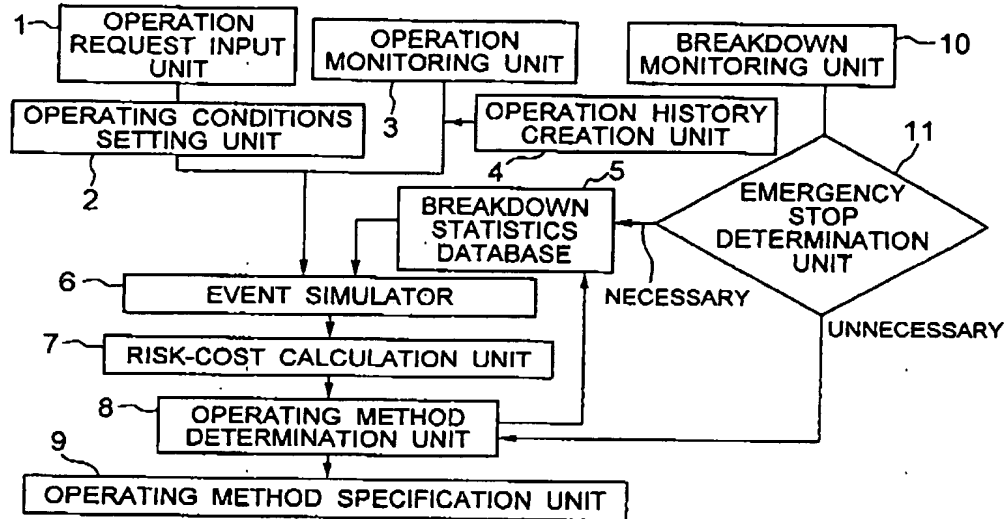 1
OPERATION
REQUEST INPUT
UNIT
OPERATION
MONITORING UNIT
3
BREAKDOWN
MONITORING UNIT
10
OPERATING CONDITIONS
SETTING UNIT
2
OPERATION HISTORY
CREATION UNIT
4
11
EMERGENCY
STOP
DETERMINATION
UNIT
5
BREAKDOWN
STATISTICS
DATABASE
NECESSARY
UNNECESSARY
6
EVENT SIMULATOR
7
RISK-COST CALCULATION UNIT
8
OPERATING METHOD
DETERMINATION UNIT
9
OPERATING METHOD SPECIFICATION UNIT